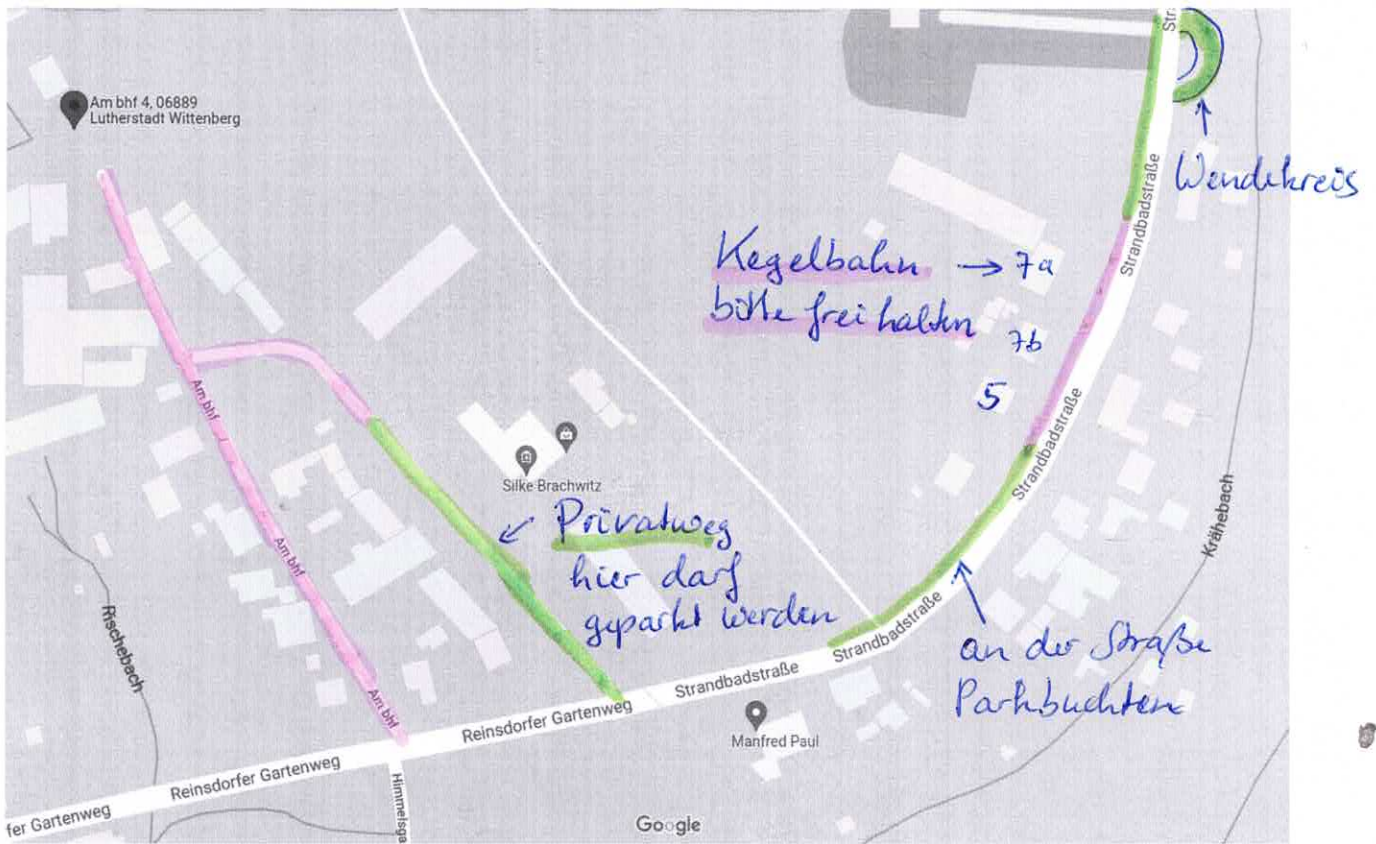 Str
Am bhf 4, 06889
Lutherstadt Wittenberg
Wendekreis
Strandbadstraße
Kegelbahn → 7a
bitte frei halten
7b
5
Am bhf
Strandbadstraße
Silke Brachwitz
Krähebach
Privatweg
hier darf
geparkt werden
Am bhf
Rischebach
Strandbadstraße
an der Straße
Parkbuchten
Strandbadstraße
Am bhf
Reinsdorfer Gartenweg
Manfred Paul
Reinsdorfer Gartenweg
Himmelsga
fer Gartenweg
Google